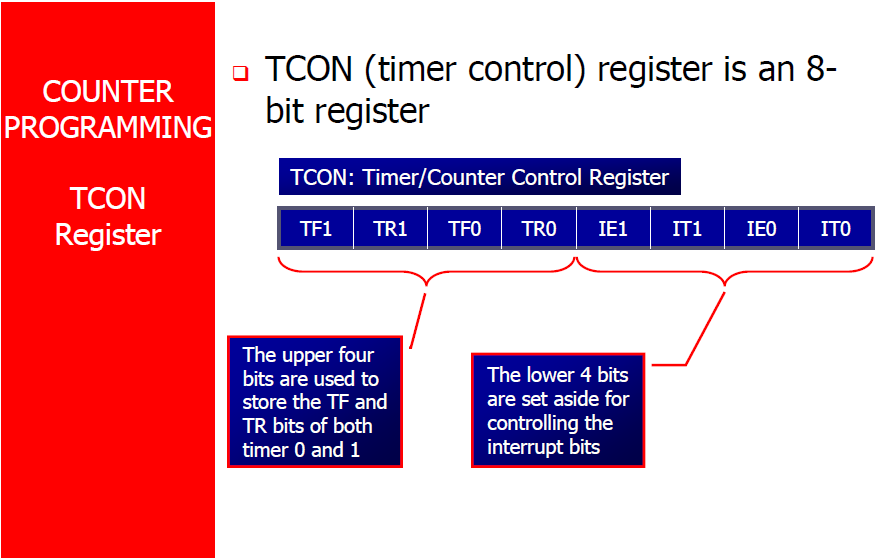 COUNTER
PROGRAMMING
TCON
Register
TCON (timer control) register is an 8-
bit register
TCON: Timer/Counter Control Register
TF1 TR1 TF0 TR0 IE1 IT1 IE0 IT0
The upper four
bits are used to
store the TF and
TR bits of both
timer 0 and 1
The lower 4 bits
are set aside for
controlling the
interrupt bits